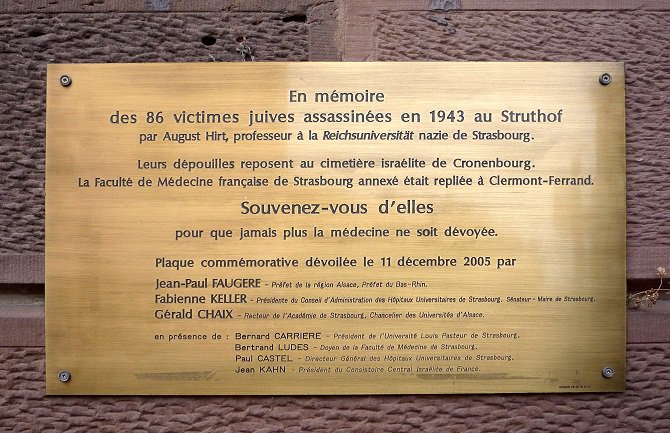 En mémoire
des 86 victimes juives assassinées en 1943 au Struthof
par August Hirt, professeur à la Reichsuniversität nazie de Strasbourg.
Leurs dépouilles reposent au cimetière israélite de Cronenbourg.
La Faculté de Médecine française de Strasbourg annexé était repliée à Clermont-Ferrand.
Souvenez-vous d'elles
pour que jamais plus la médecine ne soit dévoyée.
Plaque commémorative dévoilée le 11 décembre 2005 par
Jean-Paul FAUGERE - Préfet de la région Alsace, Préfet du Bas-Rhin.
Fabienne KELLER - Présidente du Conseil d'Administration des Hôpitaux Universitaires de Strasbourg, Sénateur - Maire de Strasbourg.
Gérald CHAIX - Recteur de l'Académie de Strasbourg, Chancelier des Universités d'Alsace.
en présence de : Bernard CARRIERE - Président de l'Université Louis Pasteur de Strasbourg.
Bertrand LUDES - Doyen de la Faculté de Médecine de Strasbourg.
Paul CASTEL - Directeur Général des Hôpitaux Universitaires de Strasbourg.
Jean KAHN - Président du Consistoire Central Israélite de France.